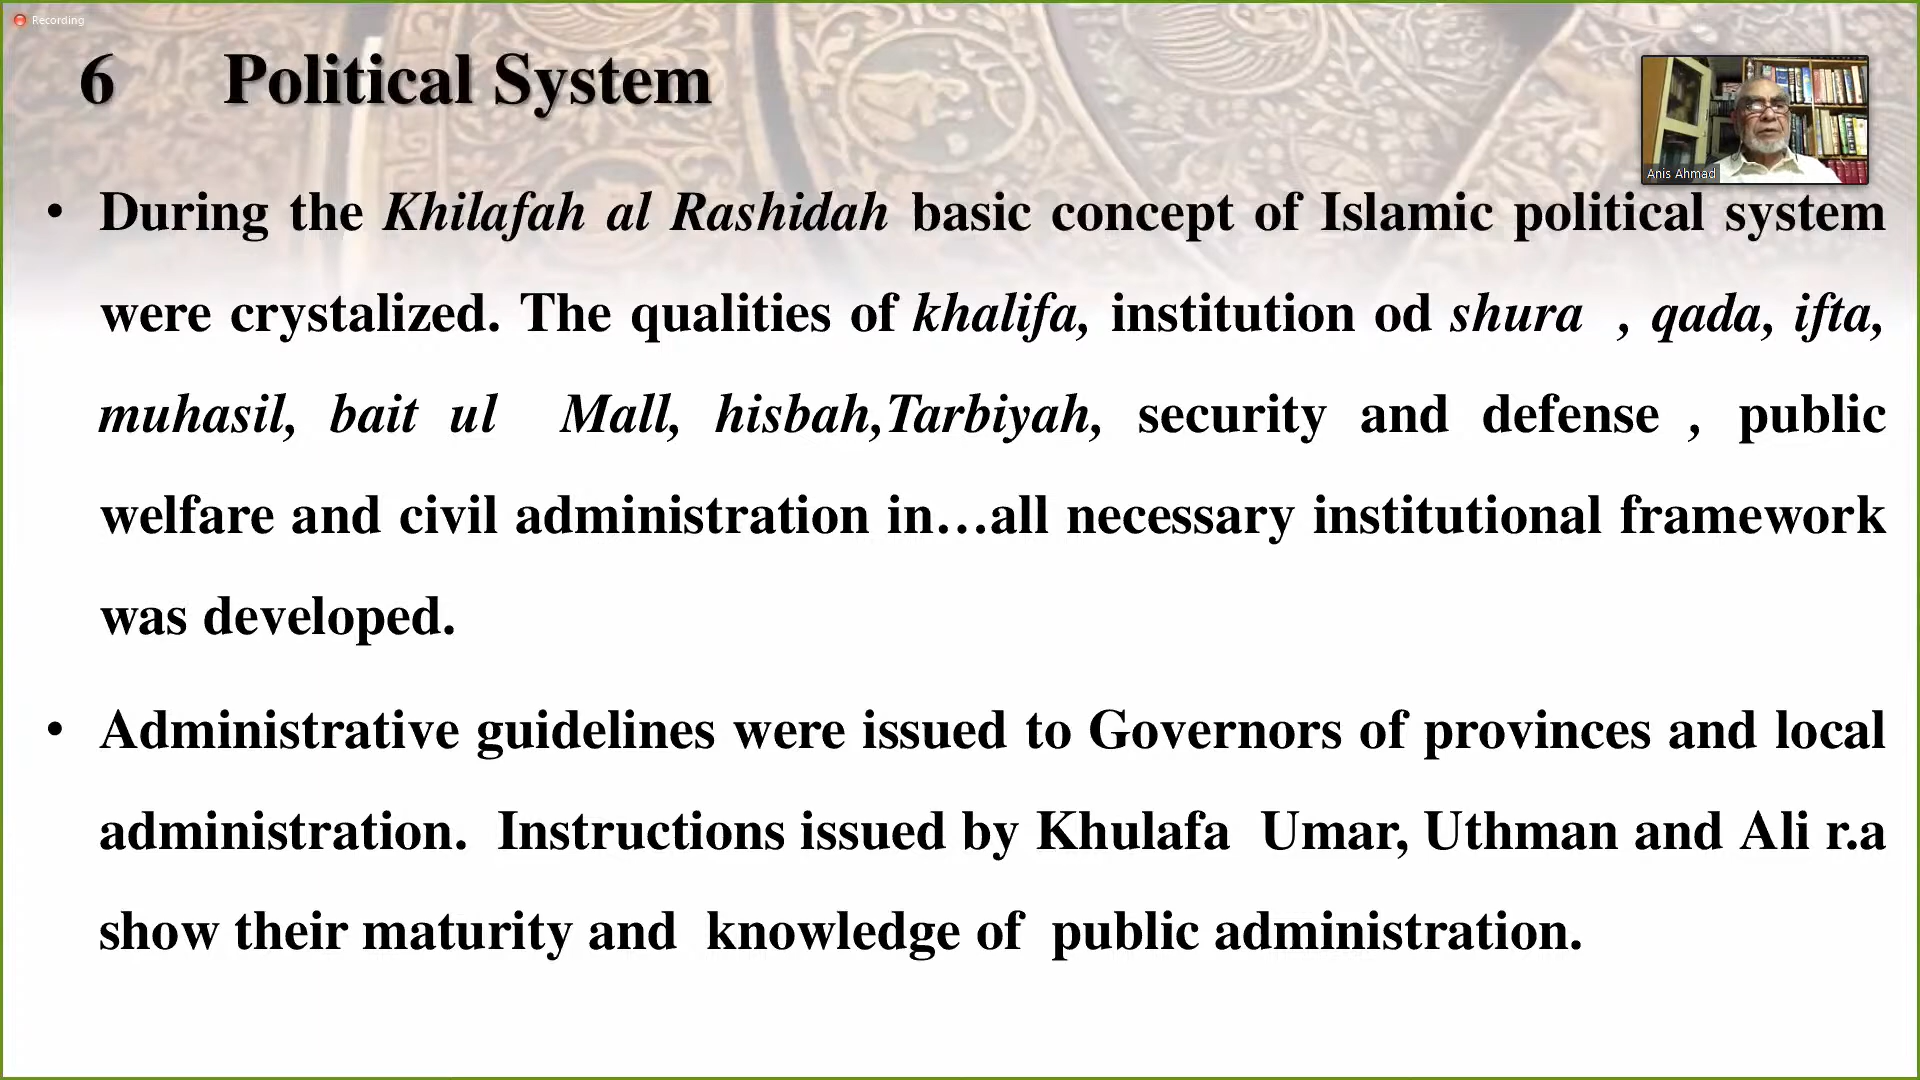 Recording
6 Political System
Anis Ahmad
• During the Khilafah al Rashidah basic concept of Islamic political system
were crystalized. The qualities of khalifa, institution od shura , qada, ifta,
muhasil, bait ul Mall, hisbah,Tarbiyah, security and defense , public
welfare and civil administration in…all necessary institutional framework
was developed.
• Administrative guidelines were issued to Governors of provinces and local
administration. Instructions issued by Khulafa Umar, Uthman and Ali r.a
show their maturity and knowledge of public administration.